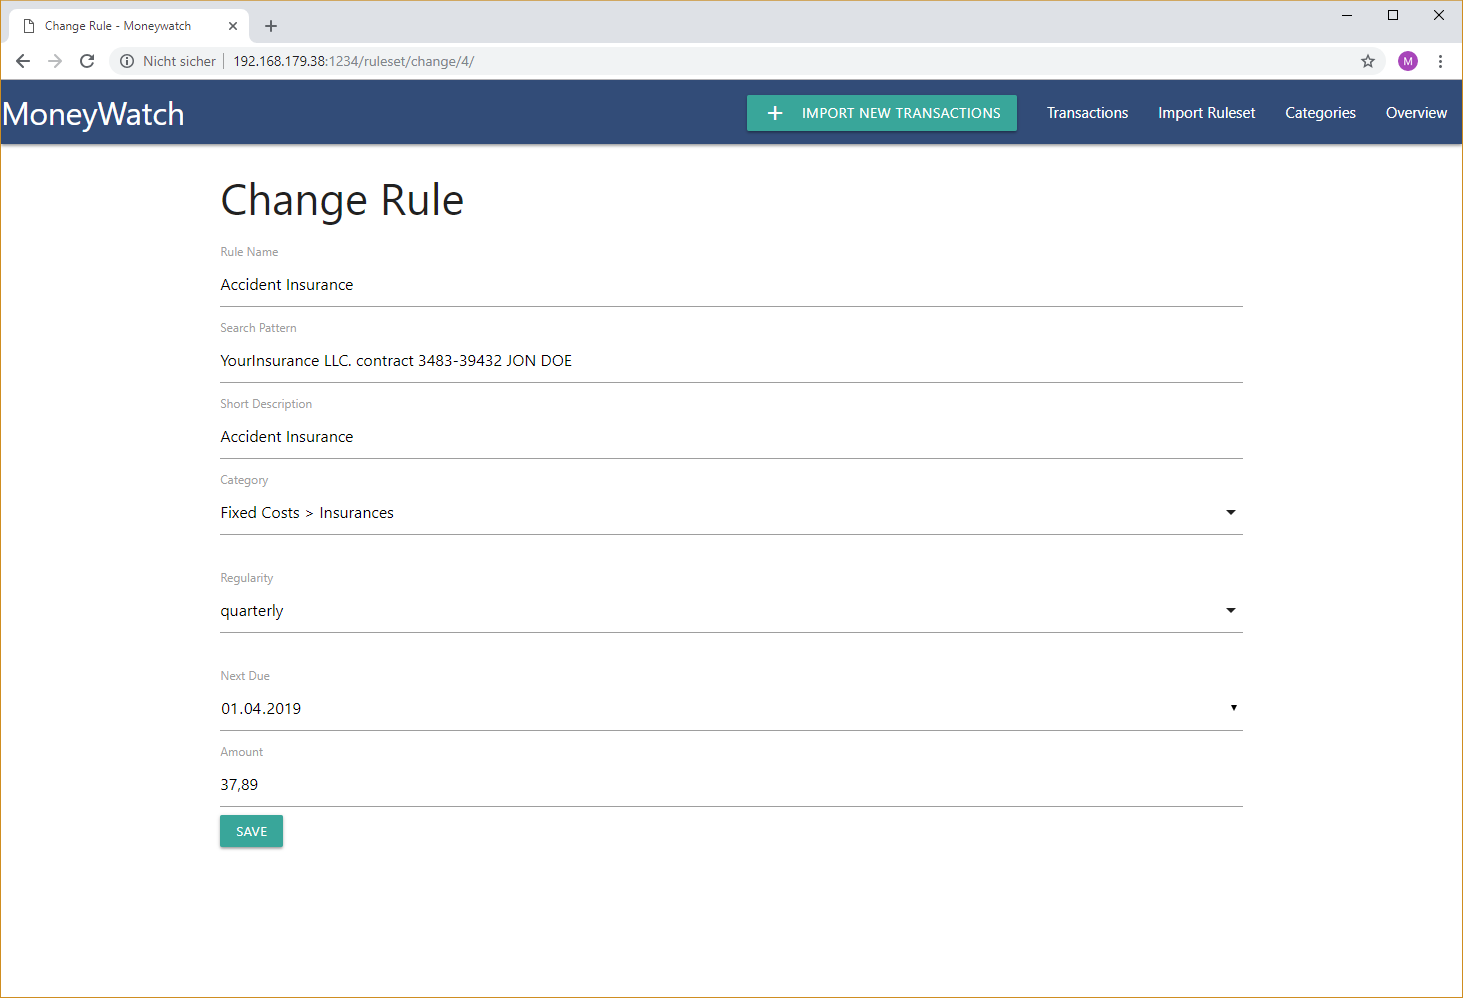 Change Rule - Moneywatch
Nicht sicher 192.168.179.38:1234/ruleset/change/4/
M
MoneyWatch
IMPORT NEW TRANSACTIONS
Transactions
Import Ruleset
Categories
Overview
Change Rule
Rule Name
Accident Insurance
Search Pattern
YourInsurance LLC. contract 3483-39432 JON DOE
Short Description
Accident Insurance
Category
Fixed Costs > Insurances
Regularity
quarterly
Next Due
01.04.2019
Amount
37,89
SAVE